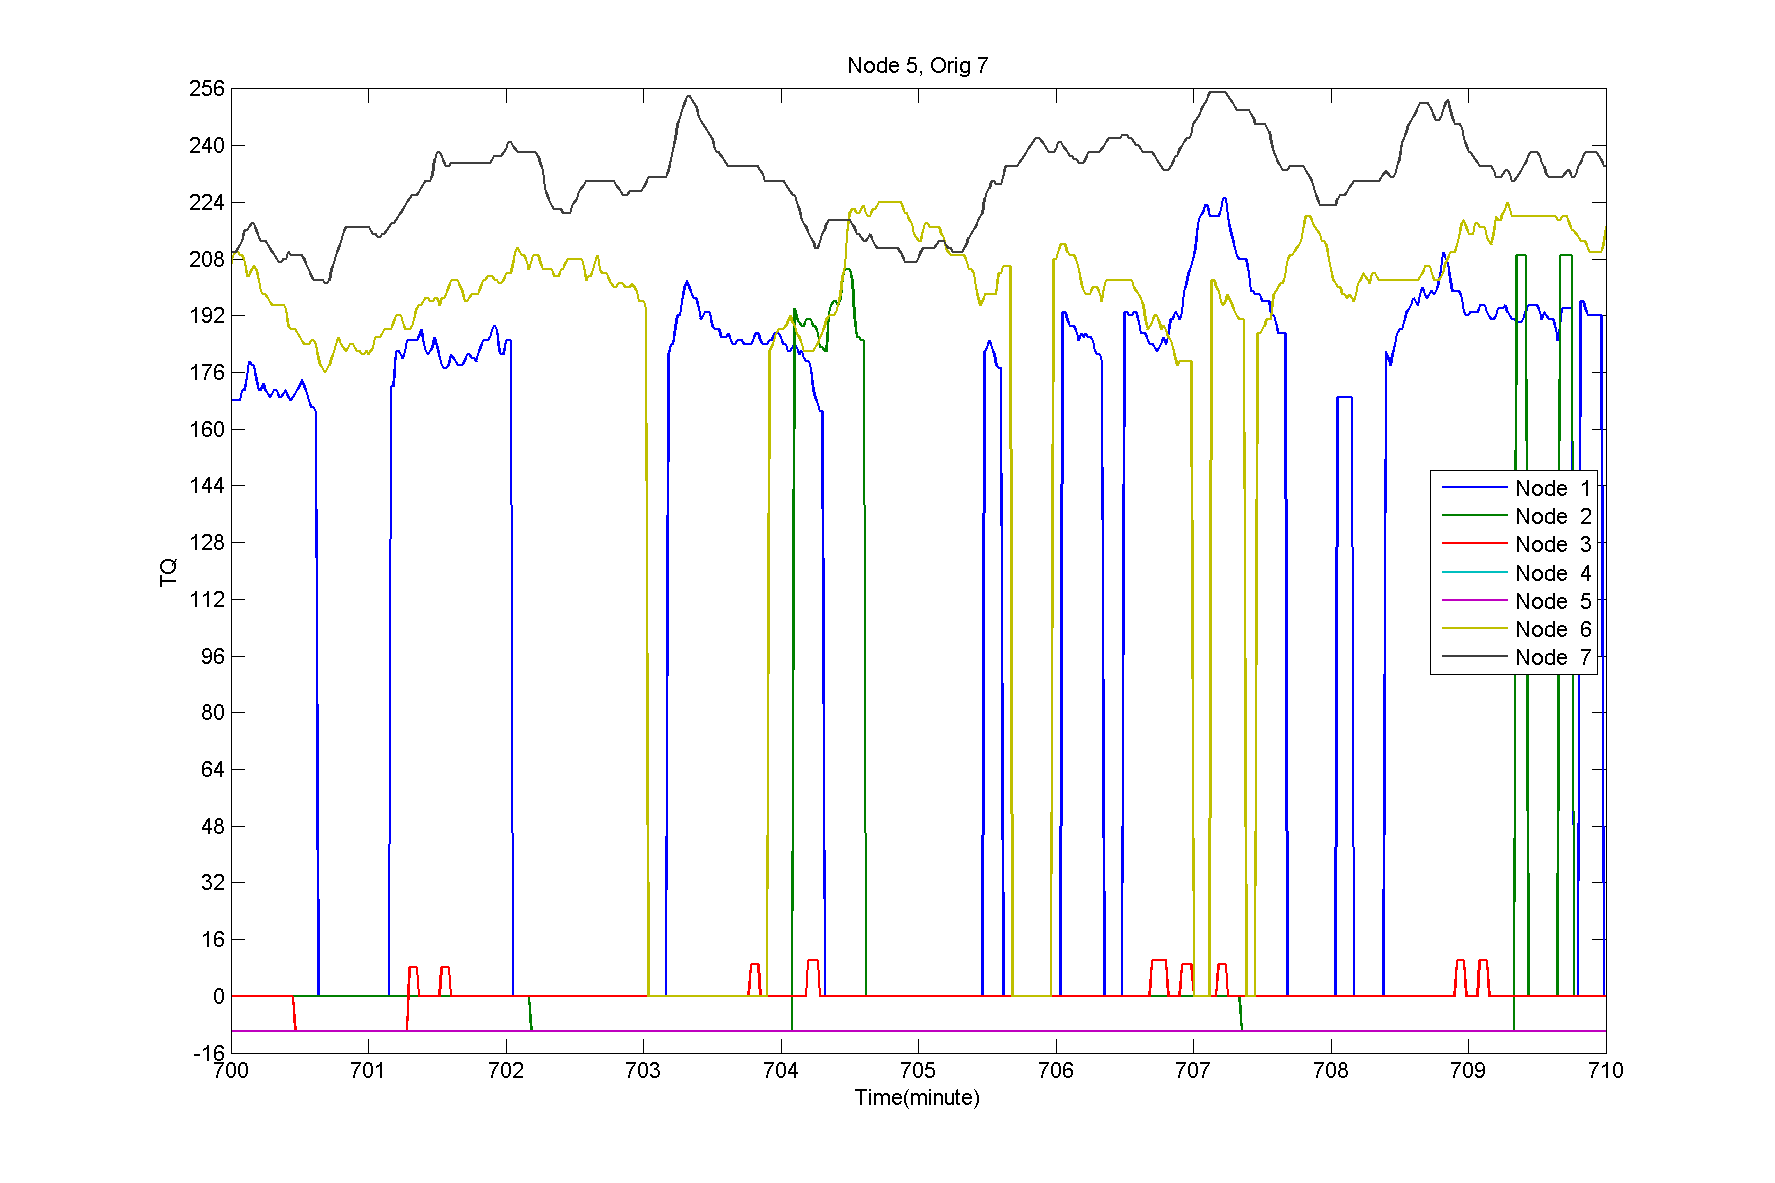 Node 5, Orig 7
256
240
224
208
192
176
160
144
128
112
96
80
64
48
32
16
0
-16
TQ
700 701 702 703 704 705 706 707 708 709 710
Time(minute)
Node 1
Node 2
Node 3
Node 4
Node 5
Node 6
Node 7